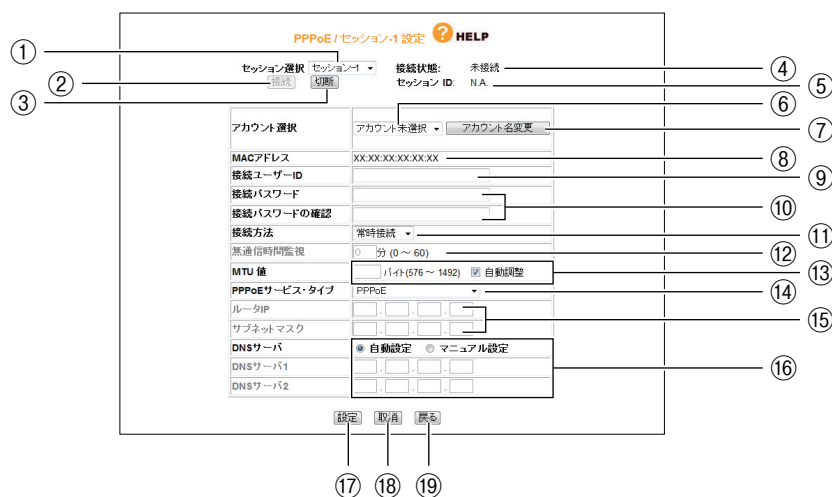 PPPoE / セッション-1 設定 ? HELP
① セッション選択 セッション-1 接続状態: 未接続 ④
② 接続 切断 セッション ID: N.A. ⑤
③ ⑥
アカウント選択 アカウント未選択 アカウント名変更 ⑦
MACアドレス XX:XX:XX:XX:XX:XX ⑧
接続ユーザーID ⑨
接続パスワード ⑩
接続パスワードの確認
接続方法 常時接続 ⑪
無通信時間監視 0 分 (0 ~ 60) ⑫
MTU 値 バイト(576 ~ 1492) 自動調整 ⑬
PPPoEサービス・タイプ PPPoE ⑭
ルータIP . . . ⑮
サブネットマスク . . .
DNSサーバ 自動設定 マニュアル設定 ⑯
DNSサーバ1 . . .
DNSサーバ2 . . .
設定 取消 戻る
⑰ ⑱ ⑲